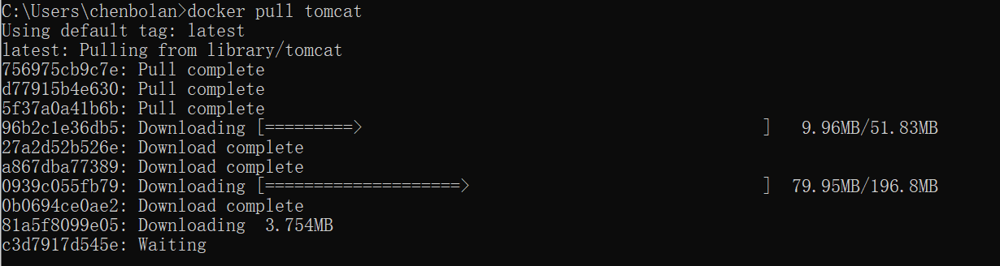 C:\Users\chenbolan>docker pull tomcat
Using default tag: latest
latest: Pulling from library/tomcat
756975cb9c7e: Pull complete
d77915b4e630: Pull complete
5f37a0a41b6b: Pull complete
96b2c1e36db5: Downloading [=========>                                         ]  9.96MB/51.83MB
27a2d52b526e: Download complete
a867dba77389: Download complete
0939c055fb79: Downloading [====================>                              ]  79.95MB/196.8MB
0b0694ce0ae2: Download complete
81a5f8099e05: Downloading  3.754MB
c3d7917d545e: Waiting